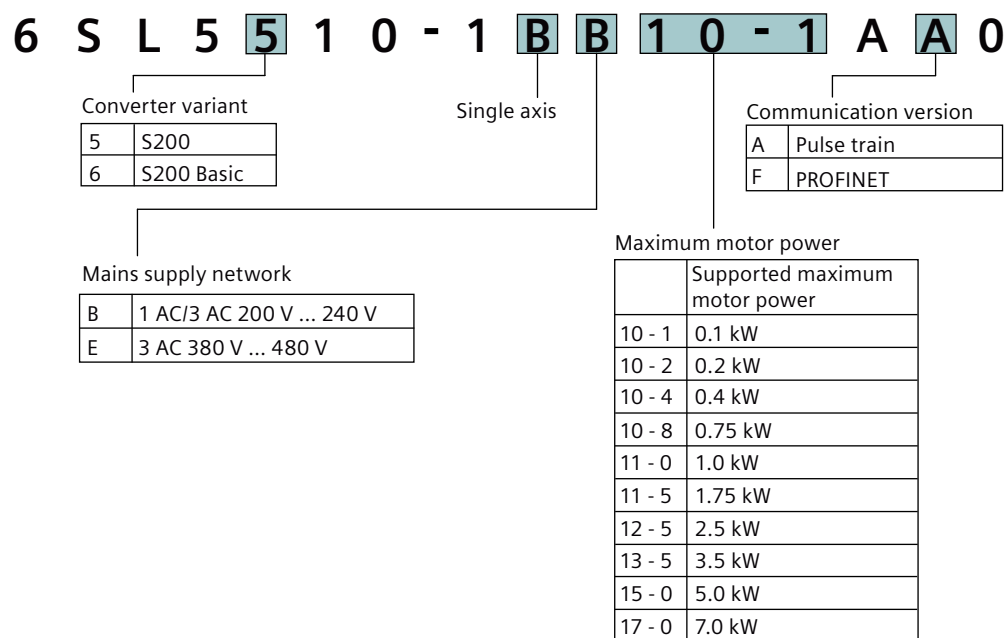 6 S L 5 5 1 0 - 1 B B 1 0 - 1 A A 0
Converter variant
5 S200
6 S200 Basic
Single axis
Communication version
A Pulse train
F PROFINET
Mains supply network
B 1 AC/3 AC 200 V ... 240 V
E 3 AC 380 V ... 480 V
Maximum motor power
Supported maximum
motor power
10 - 1 0.1 kW
10 - 2 0.2 kW
10 - 4 0.4 kW
10 - 8 0.75 kW
11 - 0 1.0 kW
11 - 5 1.75 kW
12 - 5 2.5 kW
13 - 5 3.5 kW
15 - 0 5.0 kW
17 - 0 7.0 kW